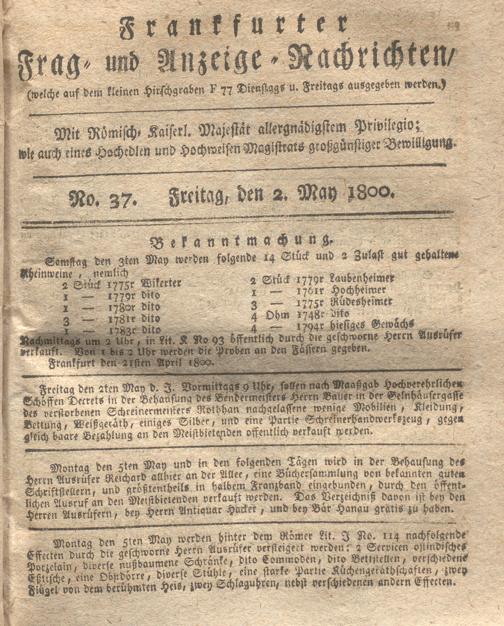 Frankfurter
Frag- und Anzeige-Nachrichten/
(welche auf dem kleinen Hirschgraben F 77 Dienstags u. Freitags ausgegeben werden.)
Mit Römisch-Kaiserl. Majestät allergnädigstem Privilegio;
wie auch eines Hochedlen und Hochweisen Magistrats großgünstiger Bewilligung.
No. 37. Freitag, den 2. May 1800.
Bekanntmachung.
Samstag den 3ten May werden folgende 14 Stück und 2 Zulast gut gehaltene
Rheinweine, nemlich
2 Stück 1775r Wikerter
1 — 1779r dito
1 — 1780r dito
3 — 1781r dito
1 — 1783r dito
2 Stück 1779r Laubenheimer
1 — 1761r Hochheimer
3 — 1775r Rüdesheimer
4 Ohm 1748r dito
4 — 1794r hiesiges Gewächs
Nachmittags um 2 Uhr, in Lit. K No 93 öffentlich durch die geschworne Herren Ausrüfer
verkauft. Von 1 bis 2 Uhr werden die Proben an den Fässern gegeben.
Frankfurt den 21sten April 1800.
Freitag den 2ten May d. J. Vormittags 9 Uhr, sollen nach Maaßgab Hochverehrlichen
Schöffen Decrets in der Behausung des Bendermeisters Herrn Bauer in der Gelnhäusergasse
des verstorbenen Schreinermeisters Rothhan nachgelassene wenige Mobilien, Kleidung,
Bettung, Weißgeräth, einiges Silber, und eine Partie Schreinerhandwerkszeug, gegen
gleich baare Bezahlung an den Meistbietenden öffentlich verkauft werden.
Montag den 5ten May und in den folgenden Tägen wird in der Behausung des
Herrn Ausrüfer Reichard allhier an der Allee, eine Büchersammlung von bekannten guten
Schriftstellern, und größtentheils in halbem Franzband eingebunden, durch den öffent-
lichen Ausruf an den Meistbietenden verkauft werden. Das Verzeichniß davon ist bey den
Herren Ausrüfern, bey Herrn Antiquar Hacker, und bey Bär Hanau gratis zu haben.
Montag den 5ten May werden hinter dem Römer Lit. J No. 114 nachfolgende
Effecten durch die geschworne Herren Ausrüfer versteigert werden: 2 Servicen ostindisches
Porzelain, diverse nußbaumene Schränke, dito Commoden, dito Bettstellen, verschiedene
Eßtische, eine Dörrdörre, diverse Stühle, eine starke Partie Küchengeräthschaften, zwey
Flügel von dem berühmten Heis, zwey Schlaguhren, nebst verschiedenen andern Effecten.